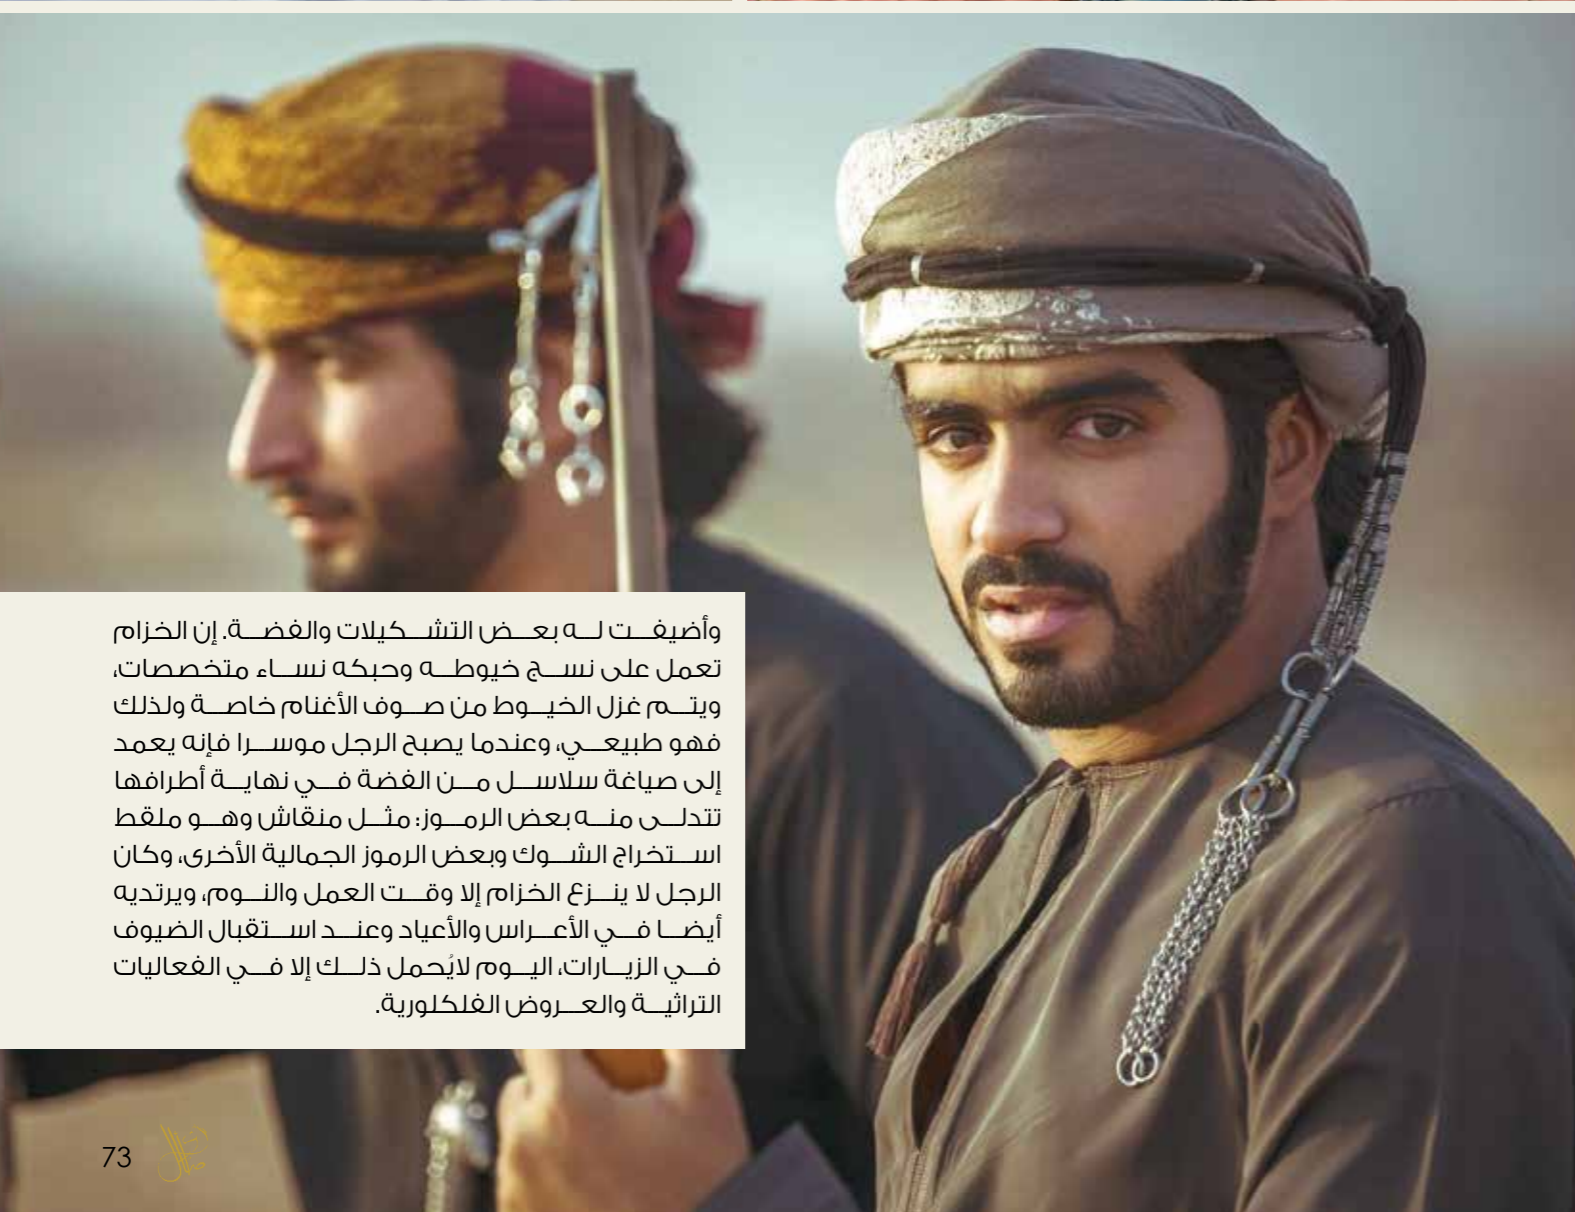 وأضيفت له بعض التشكيلات والفضة. إن الخزام
تعمل على نسج خيوطه وحبكه نساء متخصصات،
ويتم غزل الخيوط من صوف الأغنام خاصة ولذلك
فهو طبيعي، وعندما يصبح الرجل موسرا فإنه يعمد
إلى صياغة سلاسل من الفضة في نهاية أطرافها
تتدلى منه بعض الرموز: مثل منقاش وهو ملقط
استخراج الشوك وبعض الرموز الجمالية الأخرى، وكان
الرجل لا ينزع الخزام إلا وقت العمل والنوم، ويرتديه
أيضا في الأعراس والأعياد وعند استقبال الضيوف
في الزيارات، اليوم لايُحمل ذلك إلا في الفعاليات
التراثية والعروض الفلكلورية.
73